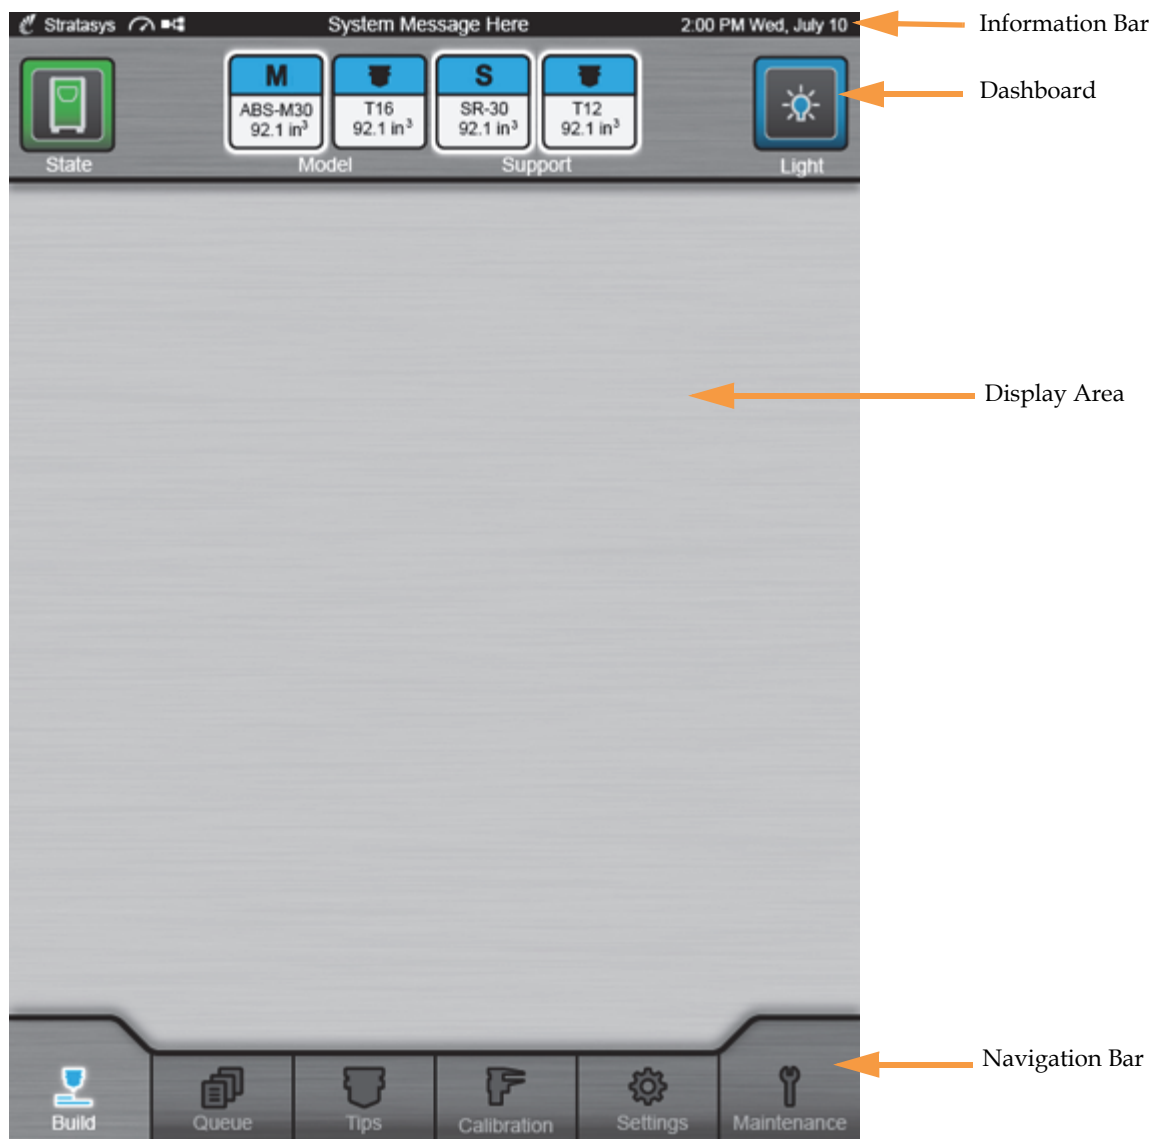 Stratasys System Message Here 2:00 PM Wed, July 10 Information Bar
M S
ABS-M30 T16 SR-30 T12
92.1 in³ 92.1 in³ 92.1 in³ 92.1 in³
Dashboard
State Model Support Light
Display Area
Navigation Bar
Build Queue Tips Calibration Settings Maintenance